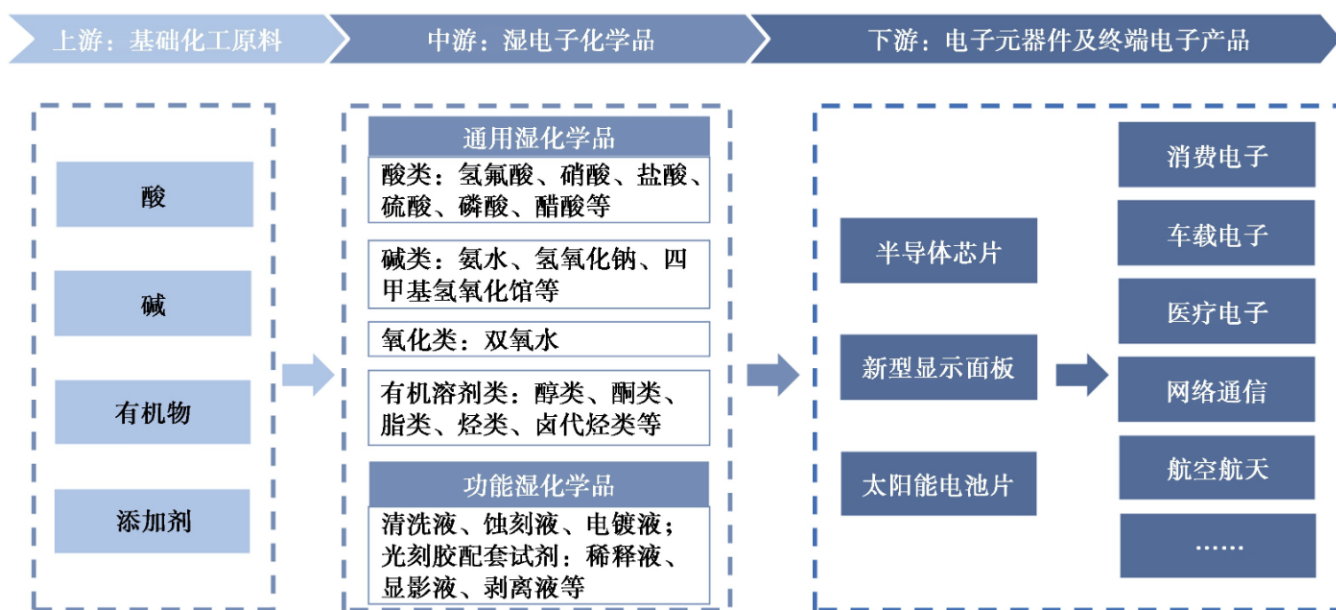 上游：基础化工原料
中游：湿电子化学品
下游：电子元器件及终端电子产品
酸
碱
有机物
添加剂
通用湿化学品
酸类：氢氟酸、硝酸、盐酸、
硫酸、磷酸、醋酸等
碱类：氨水、氢氧化钠、四
甲基氢氧化馆等
氧化类：双氧水
有机溶剂类：醇类、酮类、
脂类、烃类、卤代烃类等
功能湿化学品
清洗液、蚀刻液、电镀液；
光刻胶配套试剂：稀释液、
显影液、剥离液等
半导体芯片
新型显示面板
太阳能电池片
消费电子
车载电子
医疗电子
网络通信
航空航天
……